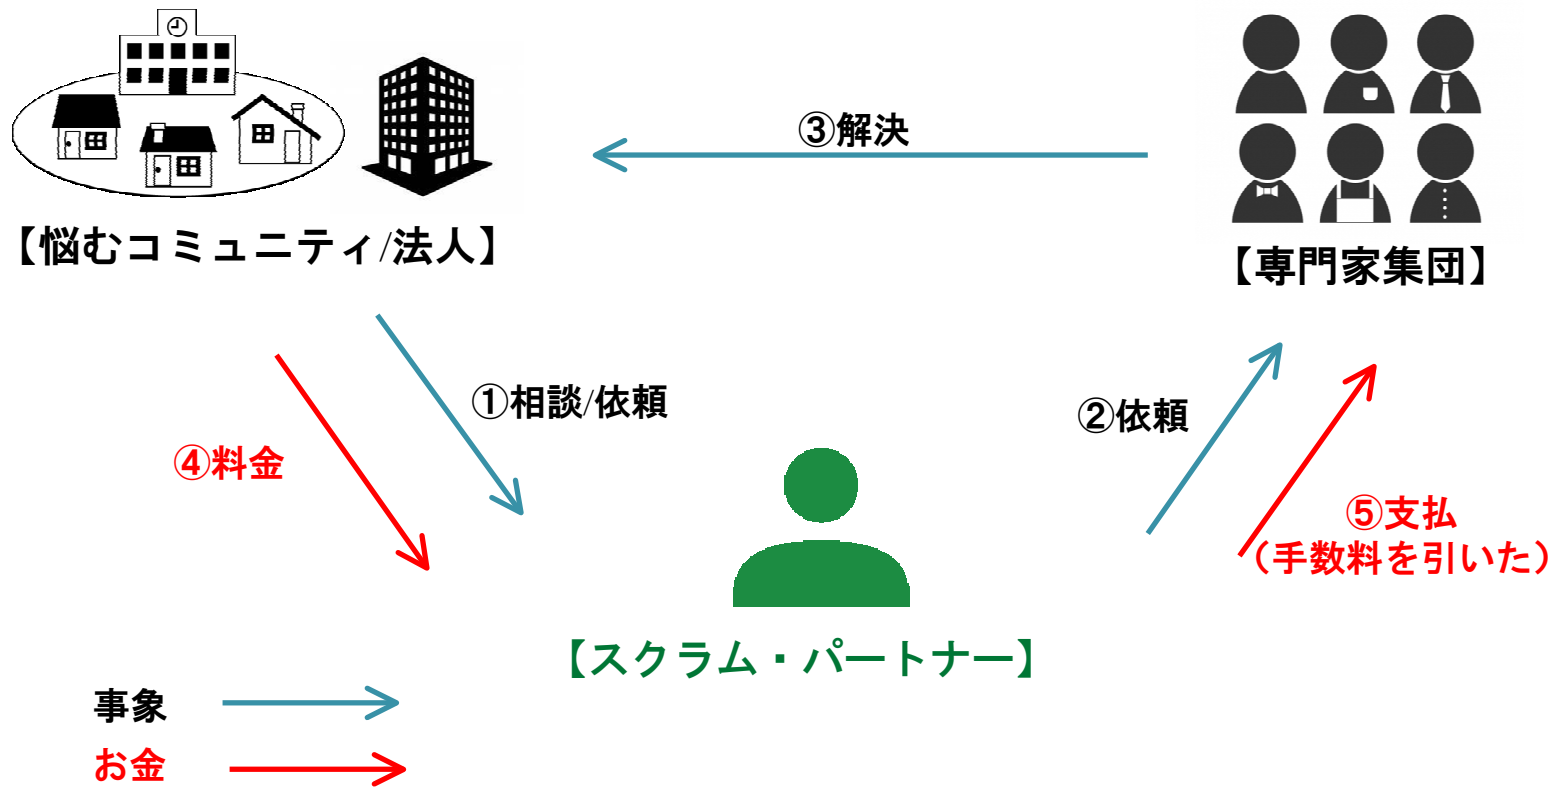 ③解決
【悩むコミュニティ/法人】
【専門家集団】
①相談/依頼
②依頼
④料金
⑤支払
（手数料を引いた）
【スクラム・パートナー】
事象
お金